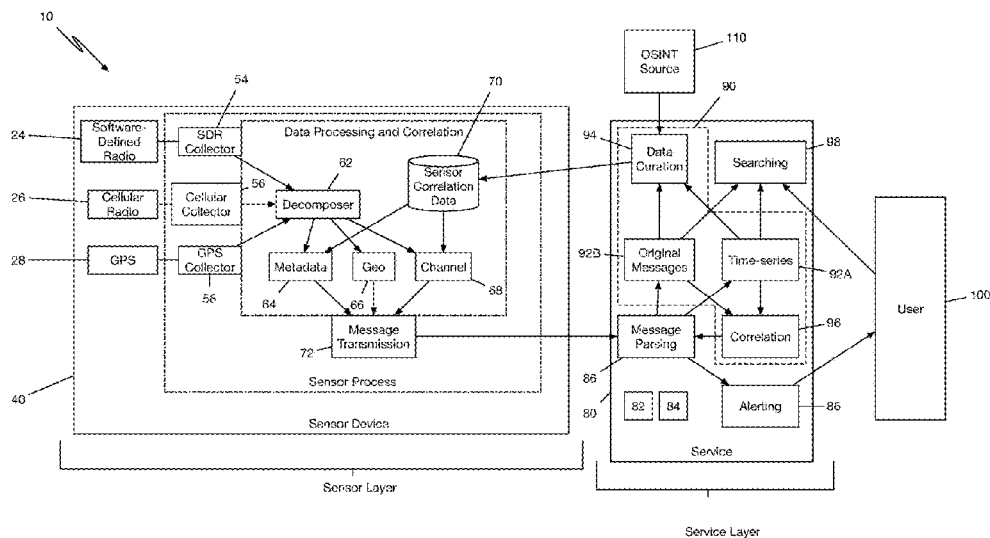 10
110
OSINT
Source
54
70
90
24
Software-
Defined
Radio
SDR
Collector
Data Processing and Correlation
62
94
Data
Curation
Searching
98
26
Cellular Radio
56
Cellular
Collector
Decomposer
Sensor
Correlation
Data
28
GPS
GPS
Collector
58
Metadata
64
Geo
66
Channel
68
92B
Original
Messages
Time-series
92A
User
100
72
Message
Transmission
Message
Parsing
Correlation
96
Sensor Process
86
80
82
84
Alerting
85
40
Sensor Device
Service
Sensor Layer
Service Layer